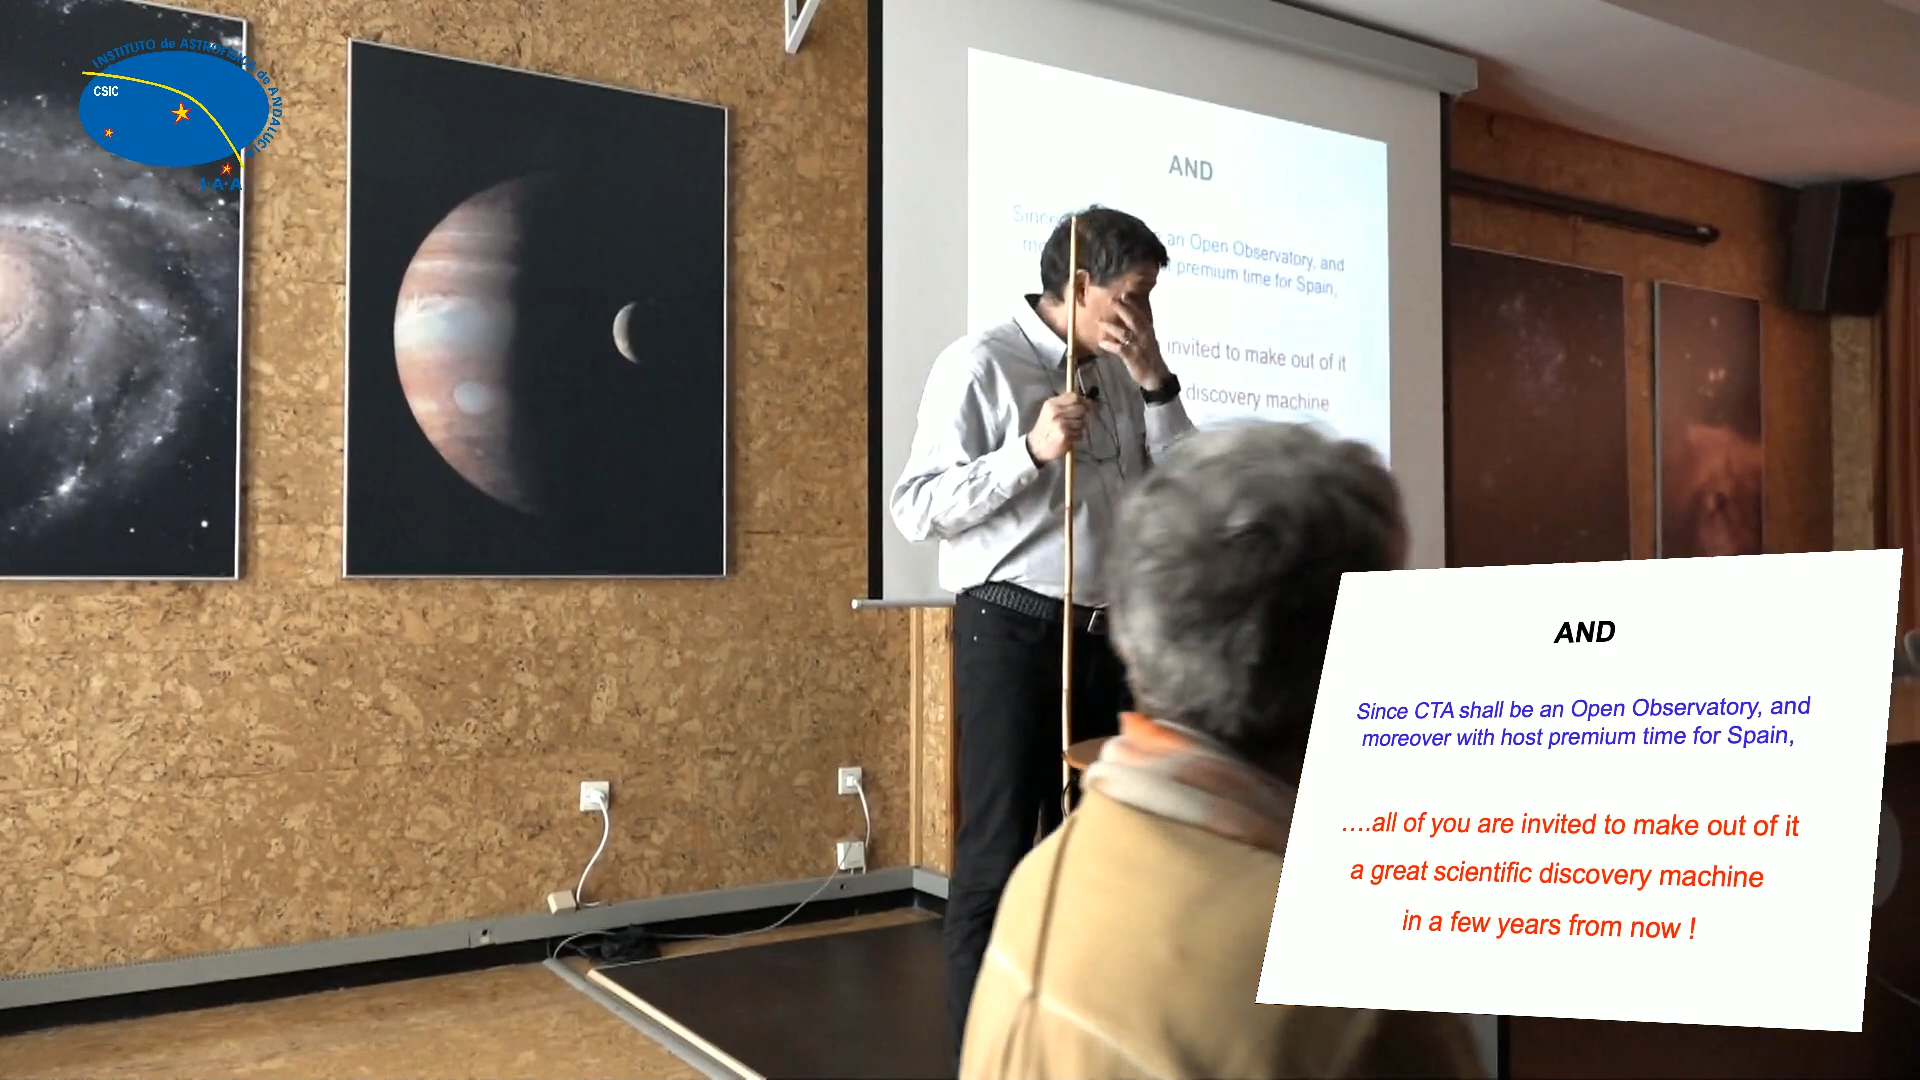 INSTITUTO de ASTROFISICA de ANDALUCIA
CSIC
I·A·A
AND
Since
an Open Observatory, and
premium time for Spain,
invited to make out of it
discovery machine
AND
Since CTA shall be an Open Observatory, and
moreover with host premium time for Spain,
....all of you are invited to make out of it
a great scientific discovery machine
in a few years from now !